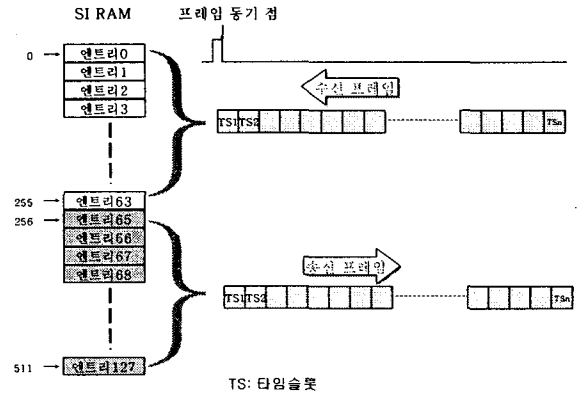 SI RAM
프레임 동기 점
0
엔트리0
엔트리1
엔트리2
엔트리3
수신 프레임
TS1 TS2 TSn
255
엔트리63
256
엔트리65
엔트리66
엔트리67
엔트리68
송신 프레임
TS1 TS2 TSn
511
엔트리127
TS: 타임슬롯